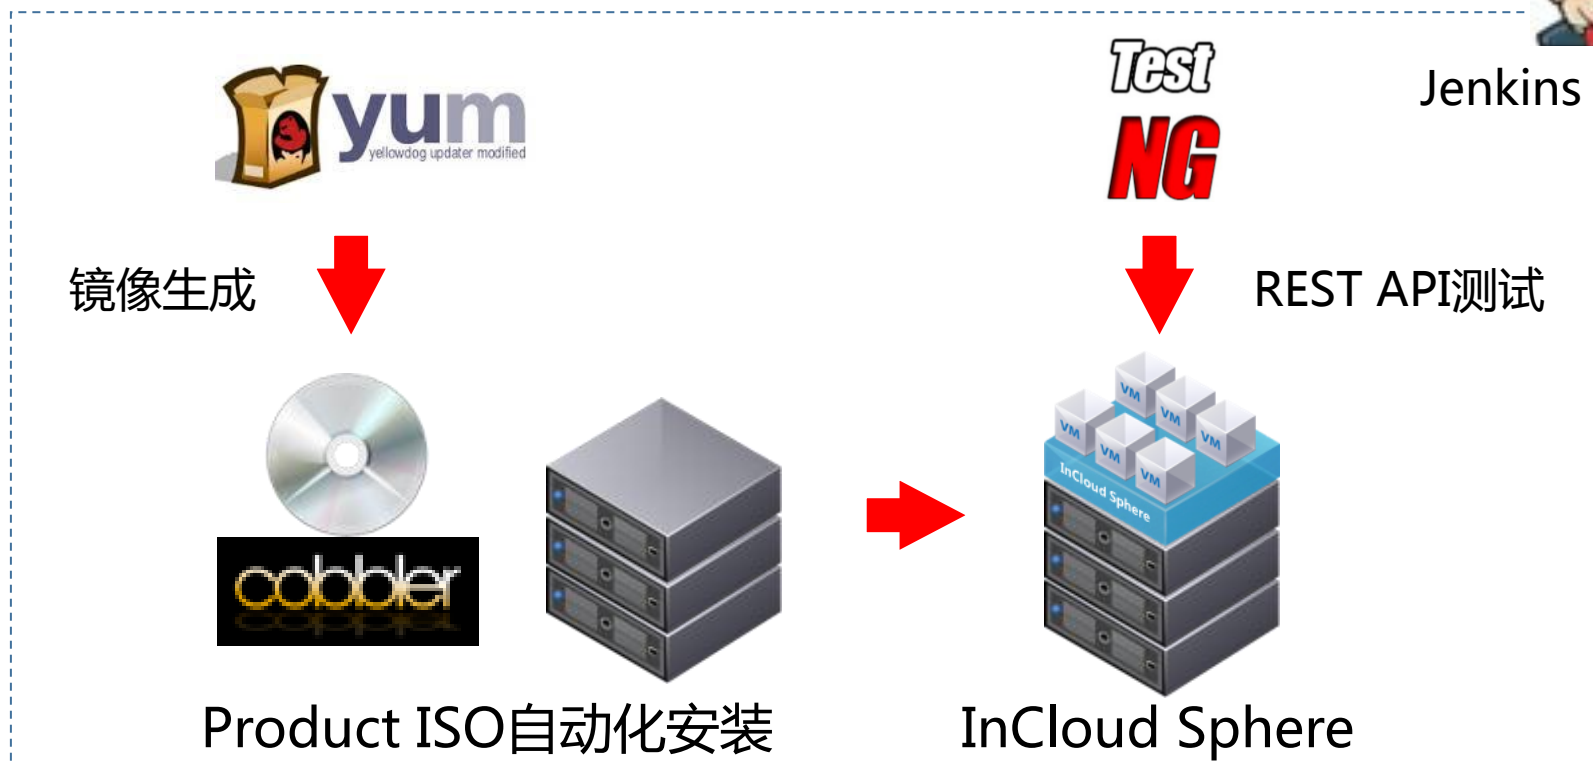 yum
yellowdog updater modified
Test
NG
Jenkins
镜像生成
REST API测试
VM
VM
VM
VM
VM
VM
InCloud Sphere
cobbler
Product ISO自动化安装
InCloud Sphere